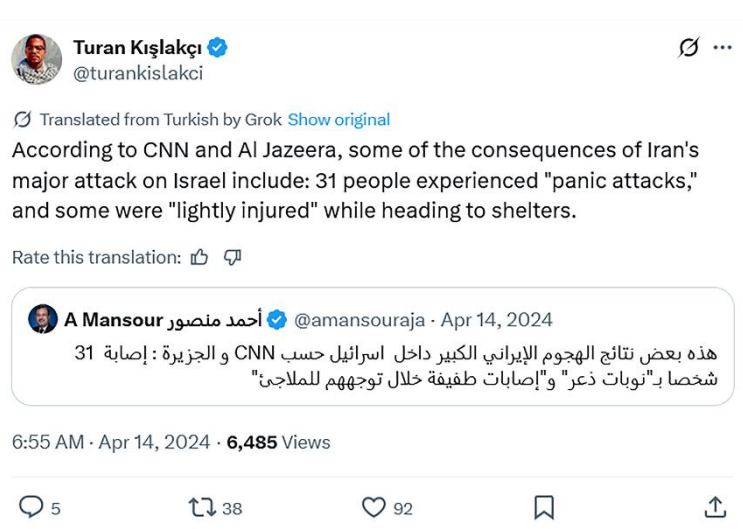 Turan Kışlakçı
@turankislakci
Translated from Turkish by Grok Show original
According to CNN and Al Jazeera, some of the consequences of Iran's
major attack on Israel include: 31 people experienced "panic attacks,"
and some were "lightly injured" while heading to shelters.
Rate this translation:
A Mansour أحمد منصور @amansouraja · Apr 14, 2024
هذه بعض نتائج الهجوم الإيراني الكبير داخل اسرائيل حسب CNN و الجزيرة : إصابة 31
شخصا بـ"نوبات ذعر" و"إصابات طفيفة خلال توجههم للملاجئ"
6:55 AM · Apr 14, 2024 · 6,485 Views
5 38 92